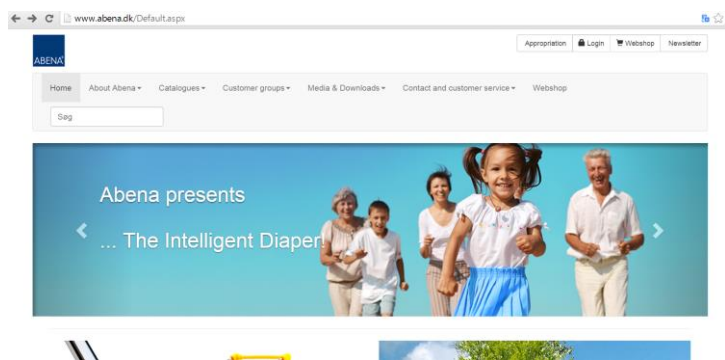 www.abena.dk/Default.aspx
Appropriation Login Webshop Newsletter
ABENA
Home About Abena Catalogues Customer groups Media & Downloads Contact and customer service Webshop
Søg
Abena presents
... The Intelligent Diaper!